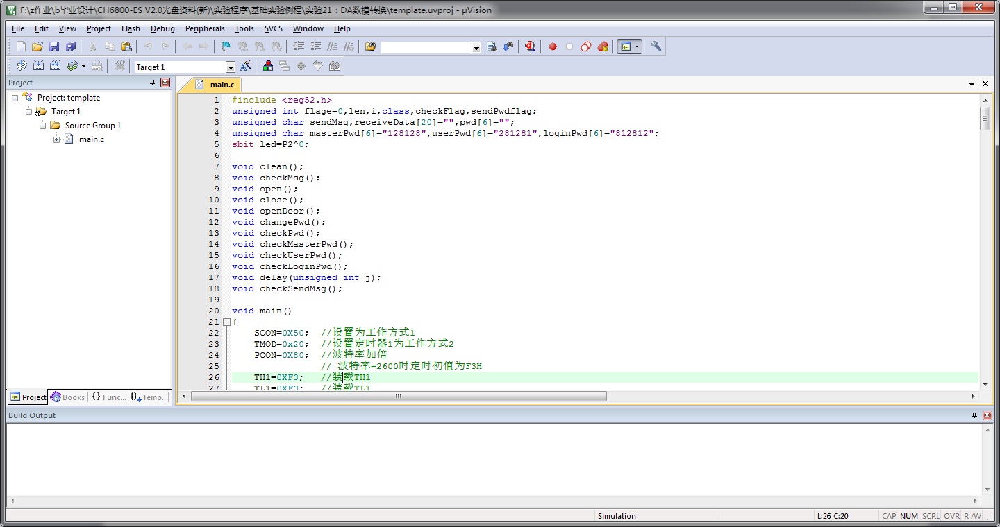 F:\z作业\b毕业设计\CH6800-ES V2.0光盘资料(新)\实验程序\基础实验例程\实验21：DA数模转换\template.uvproj - µVision
File Edit View Project Flash Debug Peripherals Tools SVCS Window Help
LOAD Target 1
Project
main.c
Project: template
Target 1
Source Group 1
main.c
1 #include <reg52.h>
2 unsigned int flage=0,len,i,class,checkFlag,sendPwdflag;
3 unsigned char sendMsg,receiveData[20]="",pwd[6]="";
4 unsigned char masterPwd[6]="128128",userPwd[6]="281281",loginPwd[6]="812812";
5 sbit led=P2^0;
6
7 void clean();
8 void checkMsg();
9 void open();
10 void close();
11 void openDoor();
12 void changePwd();
13 void checkPwd();
14 void checkMasterPwd();
15 void checkUserPwd();
16 void checkLoginPwd();
17 void delay(unsigned int j);
18 void checkSendMsg();
19
20 void main()
21 {
22 SCON=0X50; //设置为工作方式1
23 TMOD=0x20; //设置定时器1为工作方式2
24 PCON=0X80; //波特率加倍
25 // 波特率=2600时定时初值为F3H
26 TH1=0XF3; //装载TH1
27 TL1=0XF3; //装载TL1
Project Books {} Func... Temp...
Build Output
Simulation L:26 C:20 CAP NUM SCRL OVR R/W